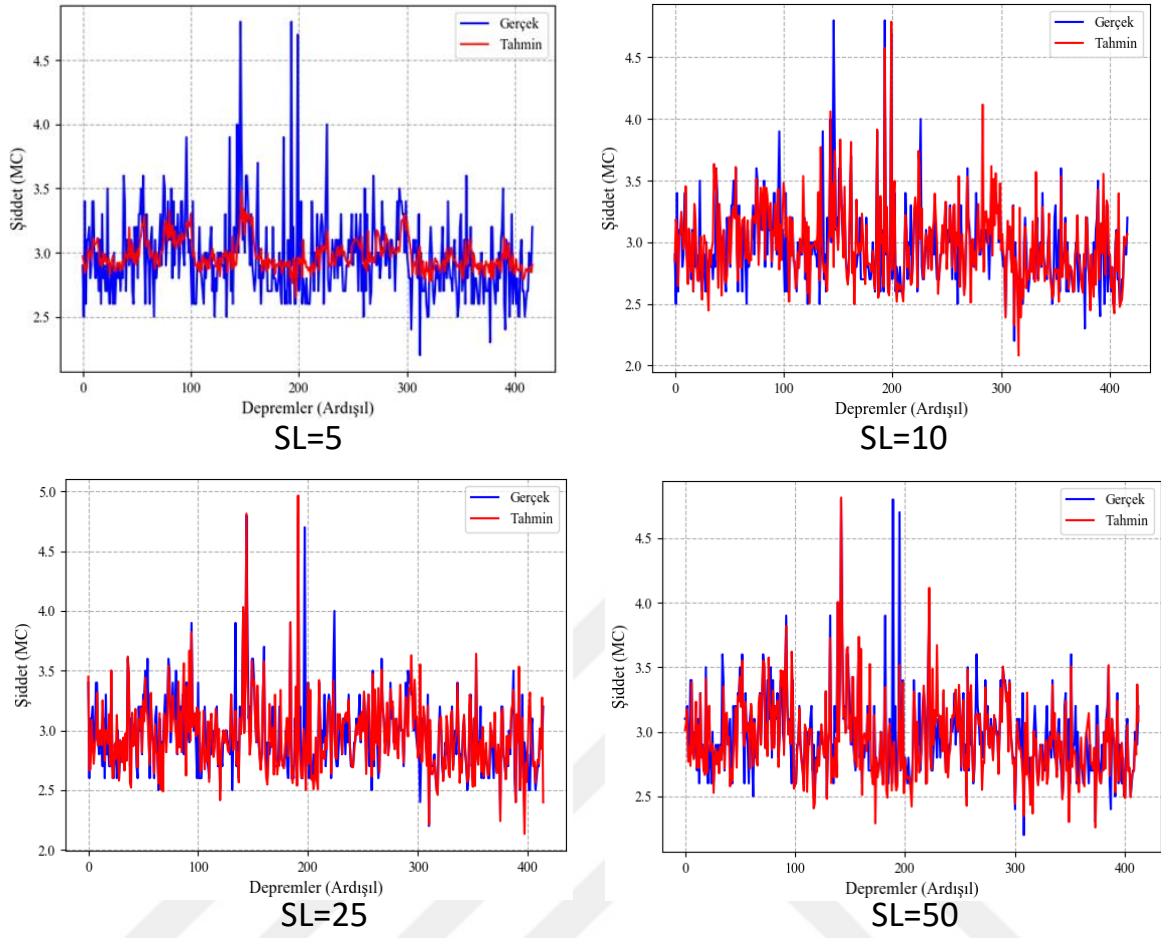 Gerçek
Tahmin
4.5
4.0
3.5
3.0
2.5
Şiddet (MC)
0
100
200
300
400
Depremler (Ardışıl)
SL=5
Gerçek
Tahmin
4.5
4.0
3.5
3.0
2.5
2.0
Şiddet (MC)
0
100
200
300
400
Depremler (Ardışıl)
SL=10
Gerçek
Tahmin
5.0
4.5
4.0
3.5
3.0
2.5
2.0
Şiddet (MC)
0
100
200
300
400
Depremler (Ardışıl)
SL=25
Gerçek
Tahmin
4.5
4.0
3.5
3.0
2.5
Şiddet (MC)
0
100
200
300
400
Depremler (Ardışıl)
SL=50